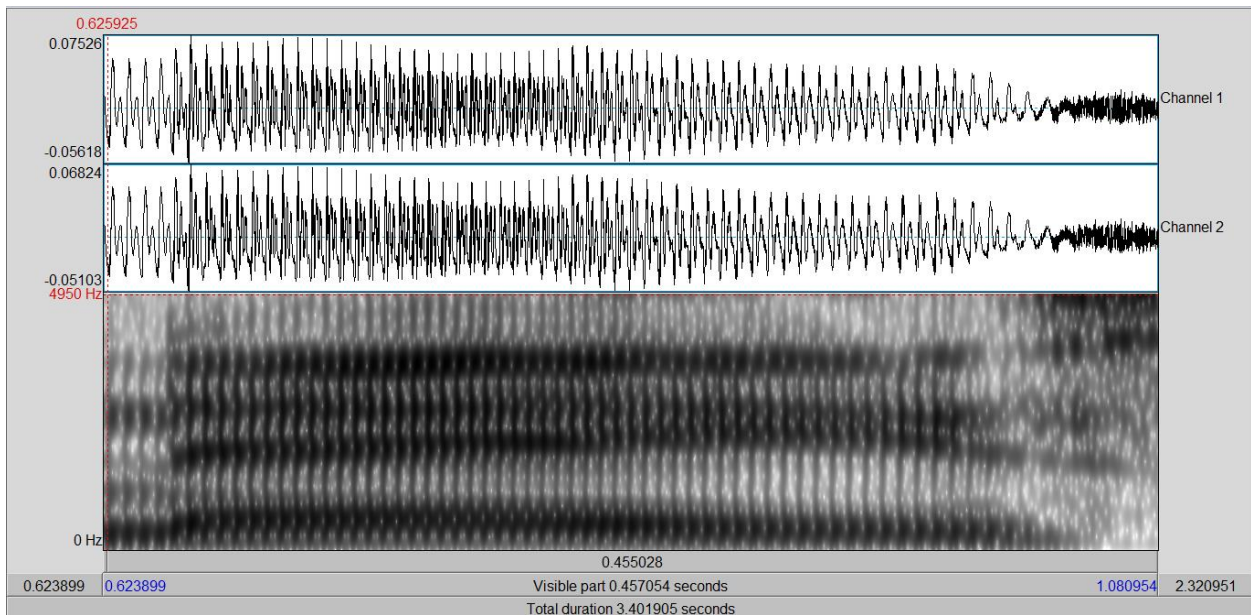 0.625925
0.07526
Channel 1
-0.05618
0.06824
Channel 2
-0.05103
4950 Hz
0 Hz
0.455028
0.623899 0.623899 Visible part 0.457054 seconds 1.080954 2.320951
Total duration 3.401905 seconds